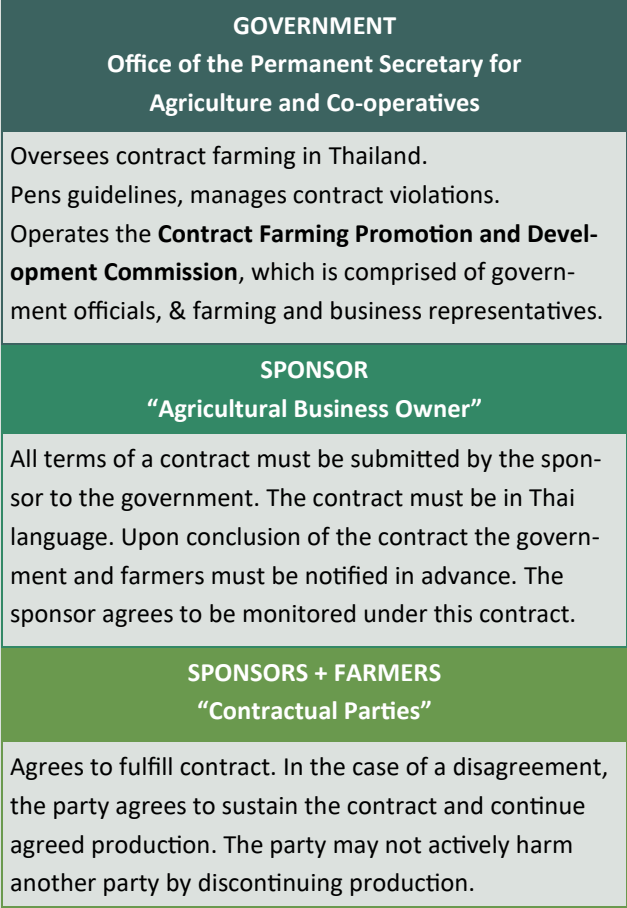 GOVERNMENT
Office of the Permanent Secretary for
Agriculture and Co-operatives
Oversees contract farming in Thailand.
Pens guidelines, manages contract violations.
Operates the Contract Farming Promotion and Devel-
opment Commission, which is comprised of govern-
ment officials, & farming and business representatives.
SPONSOR
“Agricultural Business Owner”
All terms of a contract must be submitted by the spon-
sor to the government. The contract must be in Thai
language. Upon conclusion of the contract the govern-
ment and farmers must be notified in advance. The
sponsor agrees to be monitored under this contract.
SPONSORS + FARMERS
“Contractual Parties”
Agrees to fulfill contract. In the case of a disagreement,
the party agrees to sustain the contract and continue
agreed production. The party may not actively harm
another party by discontinuing production.